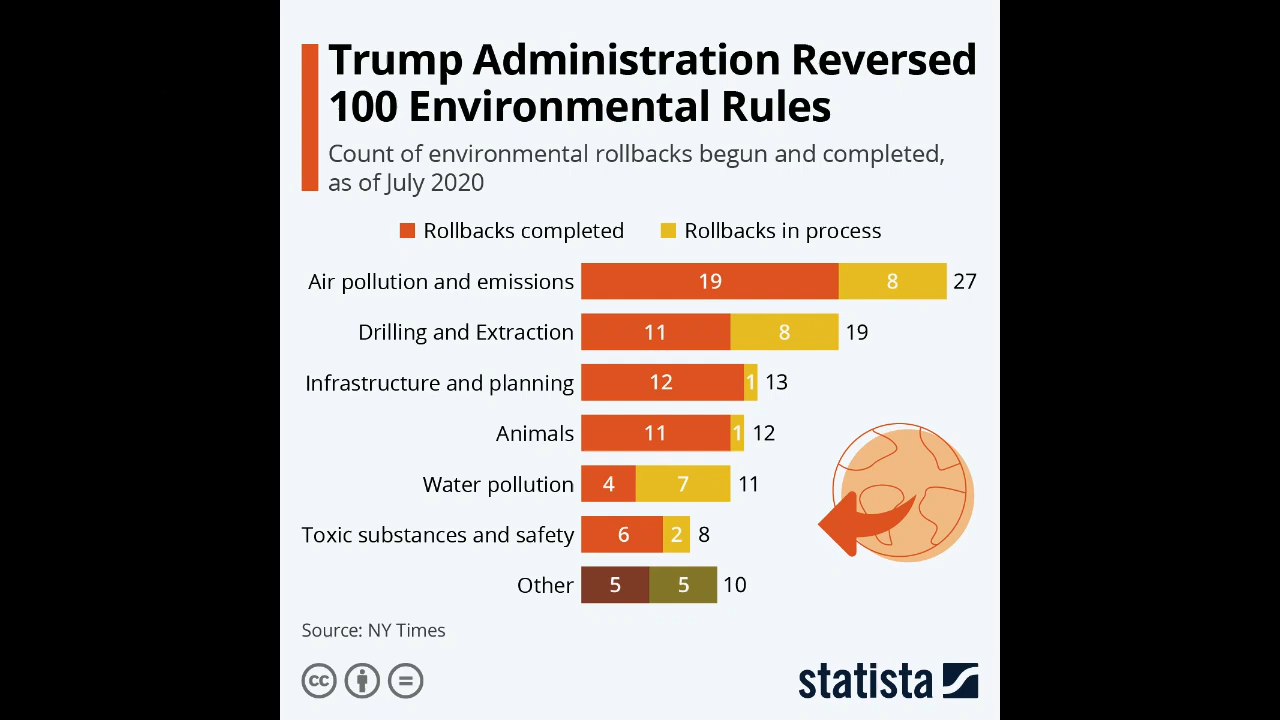 Trump Administration Reversed
100 Environmental Rules
Count of environmental rollbacks begun and completed,
as of July 2020
Rollbacks completed Rollbacks in process
Air pollution and emissions 19 8 27
Drilling and Extraction 11 8 19
Infrastructure and planning 12 1 13
Animals 11 1 12
Water pollution 4 7 11
Toxic substances and safety 6 2 8
Other 5 5 10
Source: NY Times
cc =
statista